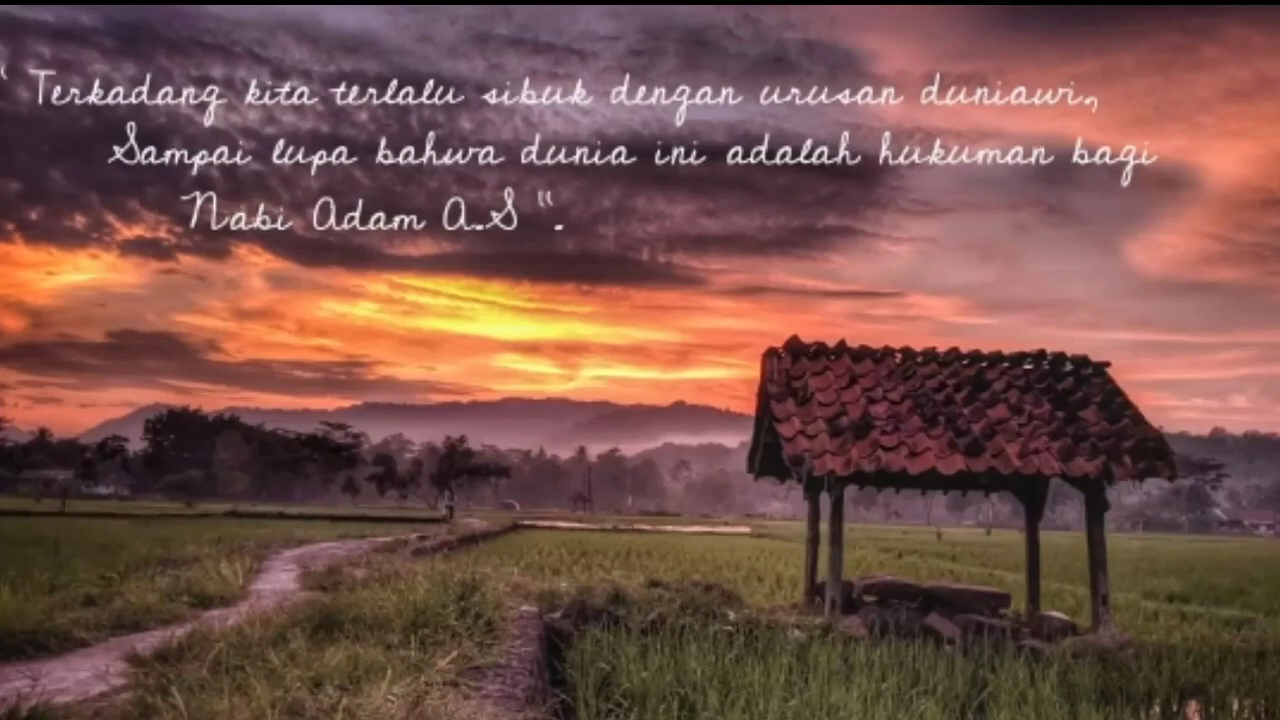 " Terkadang kita terlalu sibuk dengan urusan duniawi,
Sampai lupa bahwa dunia ini adalah hukuman bagi
Nabi Adam A.S ".